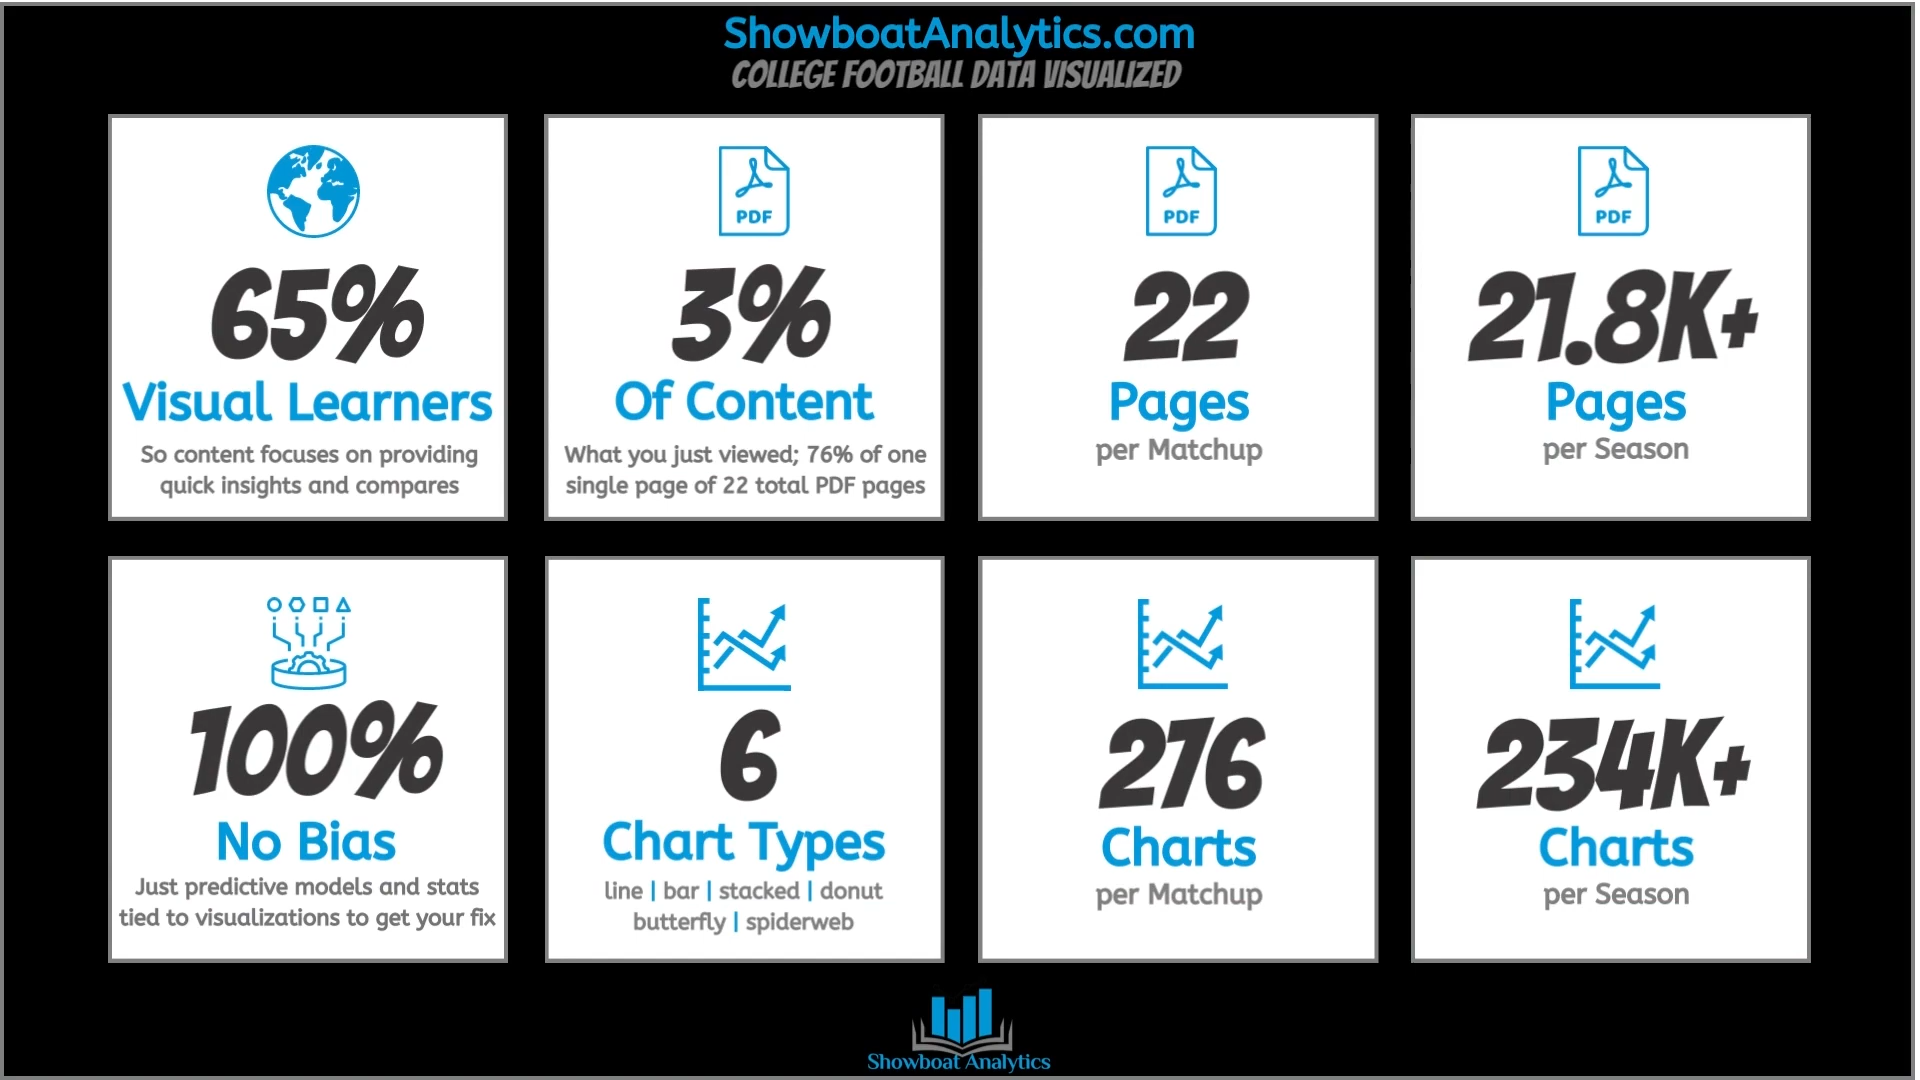 ShowboatAnalytics.com
COLLEGE FOOTBALL DATA VISUALIZED
65%
Visual Learners
So content focuses on providing
quick insights and compares
PDF
3%
Of Content
What you just viewed; 76% of one
single page of 22 total PDF pages
PDF
22
Pages
per Matchup
PDF
21.8K+
Pages
per Season
100%
No Bias
Just predictive models and stats
tied to visualizations to get your fix
6
Chart Types
line | bar | stacked | donut
butterfly | spiderweb
276
Charts
per Matchup
234K+
Charts
per Season
Showboat Analytics